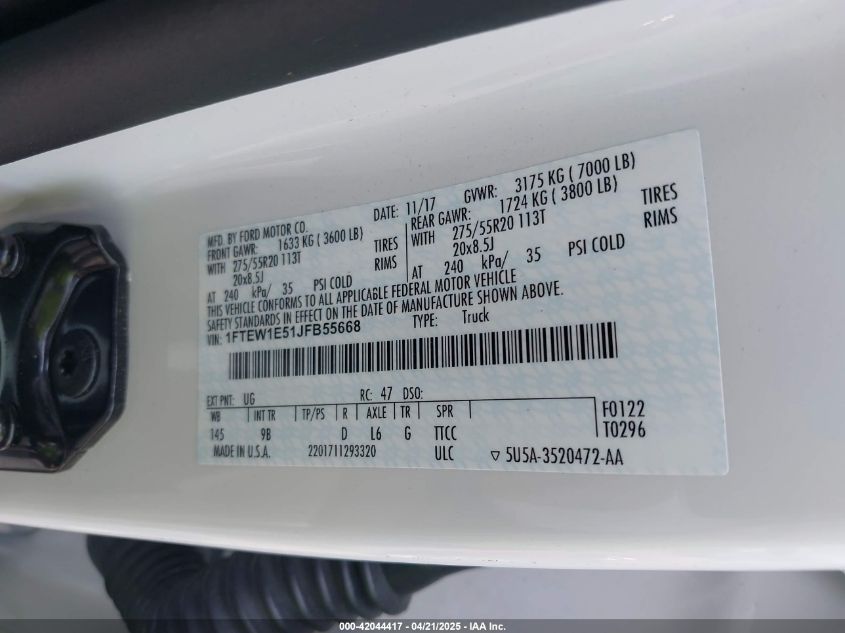 MFD. BY FORD MOTOR CO. DATE: 11/17 GVWR: 3175 KG ( 7000 LB)
FRONT GAWR: 1633 KG ( 3600 LB) REAR GAWR: 1724 KG ( 3800 LB)
WITH 275/55R20 113T TIRES WITH 275/55R20 113T TIRES
20x8.5J RIMS 20x8.5J RIMS
AT 240 kPa/ 35 PSI COLD AT 240 kPa/ 35 PSI COLD
THIS VEHICLE CONFORMS TO ALL APPLICABLE FEDERAL MOTOR VEHICLE
SAFETY STANDARDS IN EFFECT ON THE DATE OF MANUFACTURE SHOWN ABOVE.
VIN: 1FTEW1E51JFB55668 TYPE: Truck
EXT PNT: UG RC: 47 DSO:
WB INT TR TP/PS R AXLE TR SPR F0122
145 9B D L6 G TTCC T0296
MADE IN U.S.A. 2201711293320 ULC ▽ 5U5A-3520472-AA
000-42044417 - 04/21/2025 - IAA Inc.